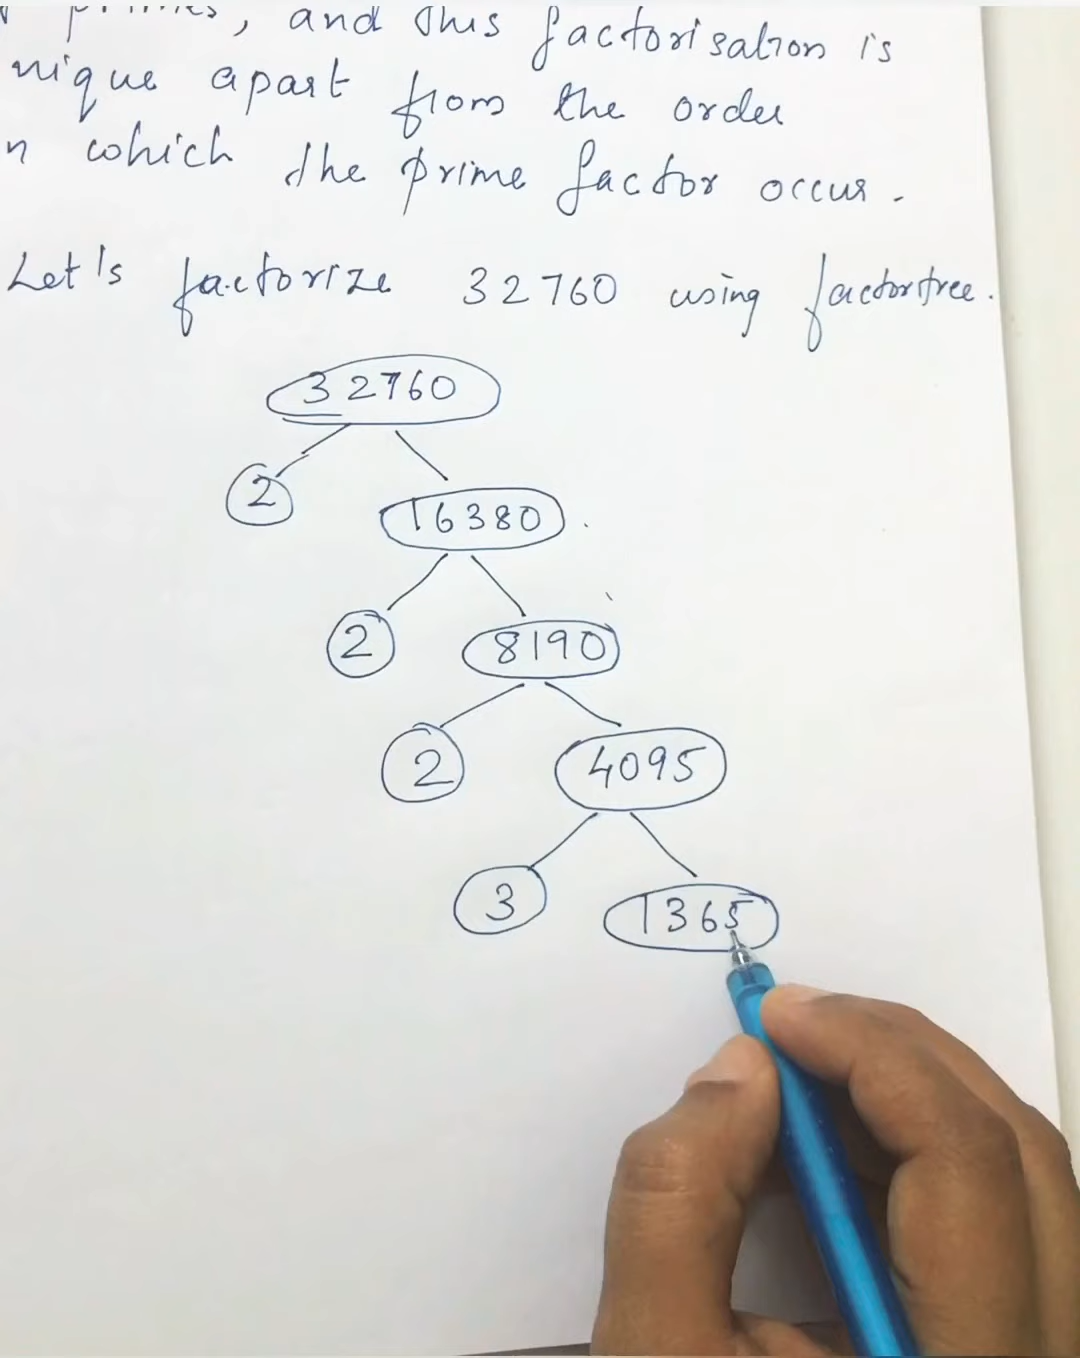 primes, and this factorisation is
nique apart from the order
n which the prime factor occur.
Let's factorize 32760 using factortree.
32760
2
16380
2
8190
2
4095
3
1365